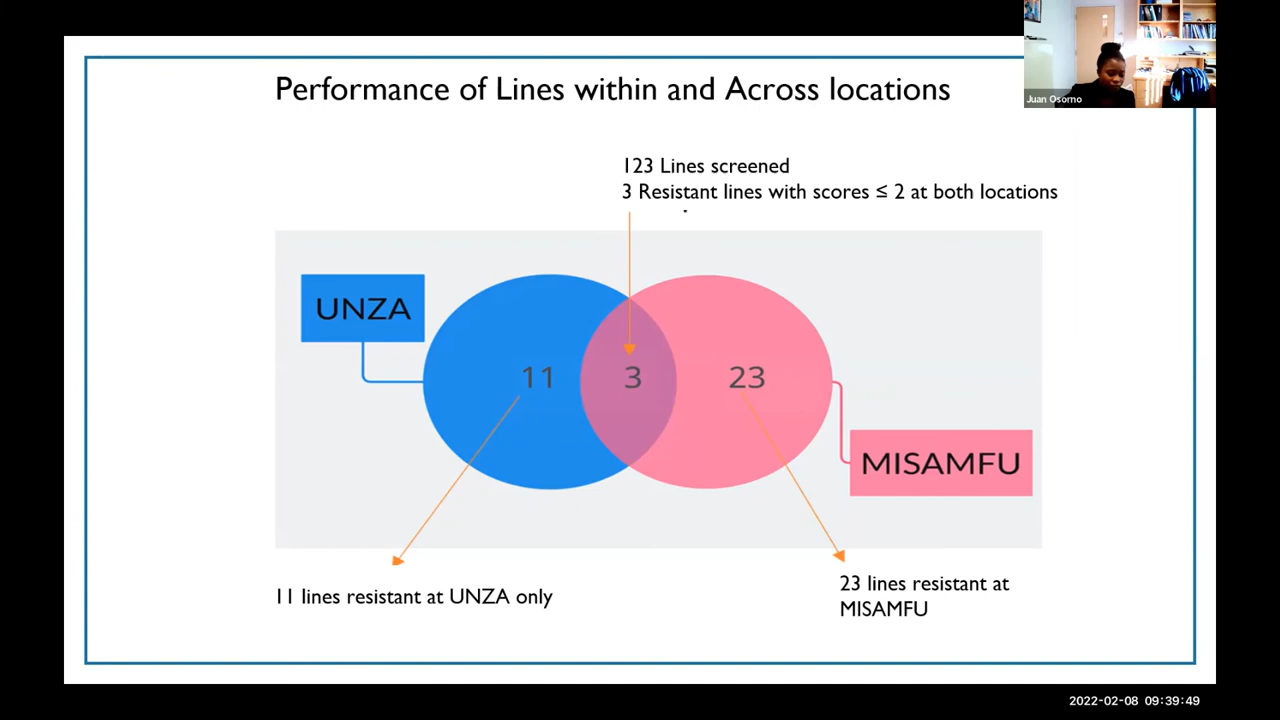 Performance of Lines within and Across locations
Juan Osorno
123 Lines screened
3 Resistant lines with scores ≤ 2 at both locations
UNZA
11
3
23
MISAMFU
11 lines resistant at UNZA only
23 lines resistant at
MISAMFU
2022-02-08 09:39:49